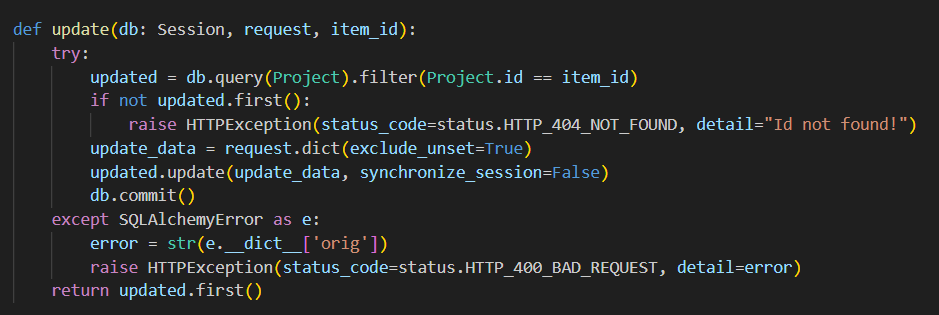 def update(db: Session, request, item_id):
    try:
        updated = db.query(Project).filter(Project.id == item_id)
        if not updated.first():
            raise HTTPException(status_code=status.HTTP_404_NOT_FOUND, detail="Id not found!")
        update_data = request.dict(exclude_unset=True)
        updated.update(update_data, synchronize_session=False)
        db.commit()
    except SQLAlchemyError as e:
        error = str(e.__dict__['orig'])
        raise HTTPException(status_code=status.HTTP_400_BAD_REQUEST, detail=error)
    return updated.first()